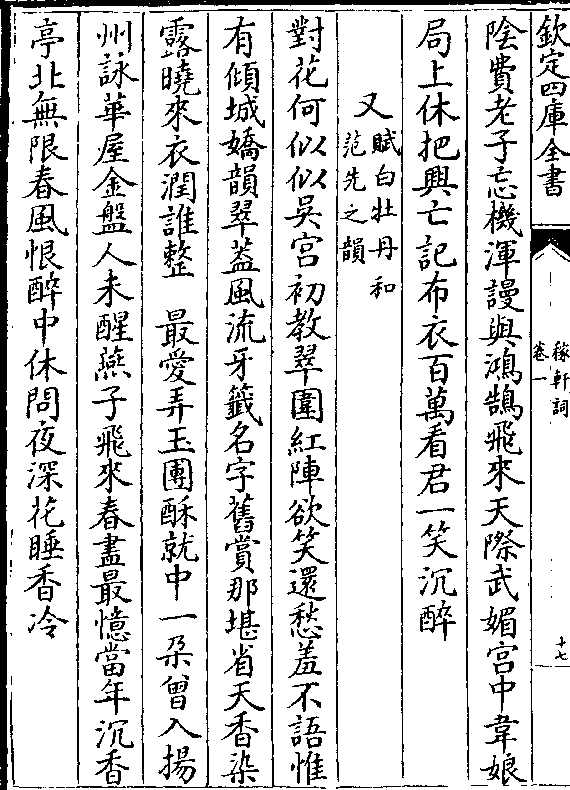 欽定四庫全書
稼軒詞
卷一
十七
陰費老子忘機渾謾與鴻鵠飛來天際武媚宮中韋娘
局上休把興亡記布衣百萬看君一笑沉醉
又
賦白牡丹和
范先之韻
對花何似似吳宮初教翠圍紅陣欲笑還愁羞不語惟
有傾城嬌韻翠葢風流牙籤名字舊賞那堪省天香染
露曉來衣潤誰整　最愛弄玉團酥就中一朶曾入揚
州詠華屋金盤人未醒燕子飛來春盡最憶當年沉香
亭北無限春風恨醉中休問夜深花睡香冷